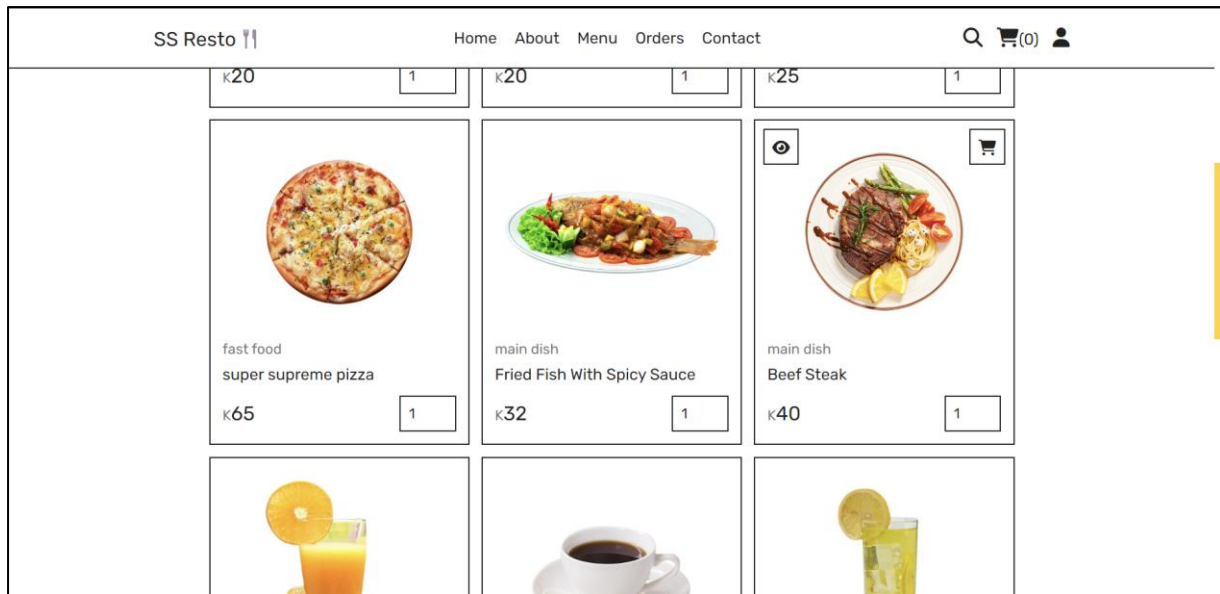 SS Resto
Home About Menu Orders Contact
(0)
K20 1
K20 1
K25 1
fast food
super supreme pizza
K65 1
main dish
Fried Fish With Spicy Sauce
K32 1
main dish
Beef Steak
K40 1